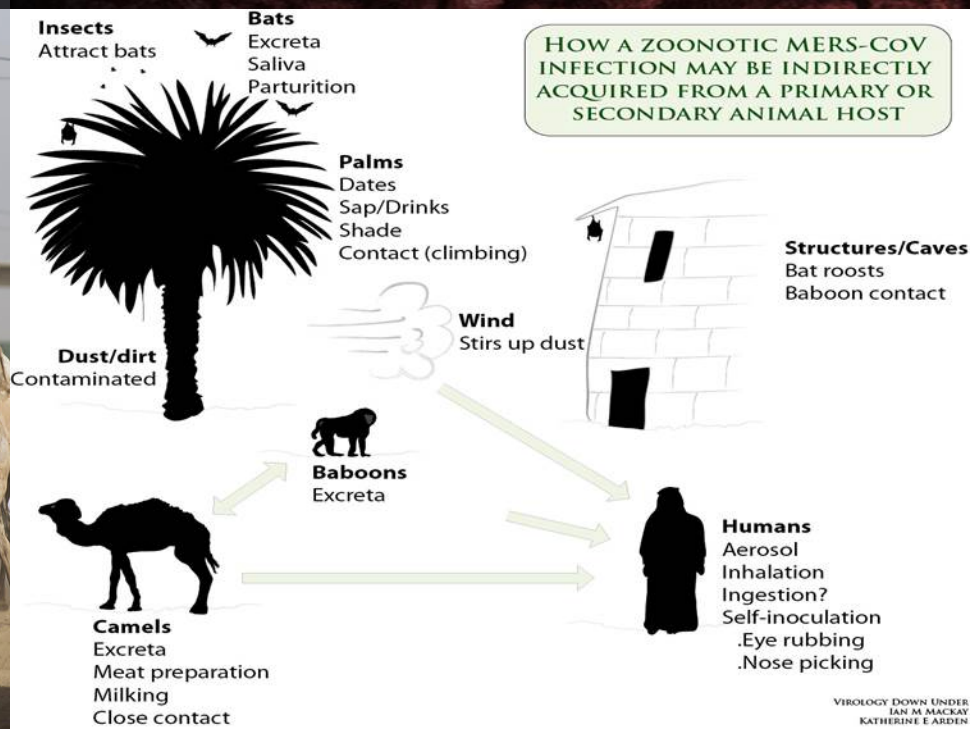 Insects
Attract bats
Bats
Excreta
Saliva
Parturition
HOW A ZOONOTIC MERS-COV
INFECTION MAY BE INDIRECTLY
ACQUIRED FROM A PRIMARY OR
SECONDARY ANIMAL HOST
Palms
Dates
Sap/Drinks
Shade
Contact (climbing)
Structures/Caves
Bat roosts
Baboon contact
Wind
Stirs up dust
Dust/dirt
Contaminated
Baboons
Excreta
Humans
Aerosol
Inhalation
Ingestion?
Self-inoculation
.Eye rubbing
.Nose picking
Camels
Excreta
Meat preparation
Milking
Close contact
VIROLOGY DOWN UNDER
IAN M MACKAY
KATHERINE E ARDEN